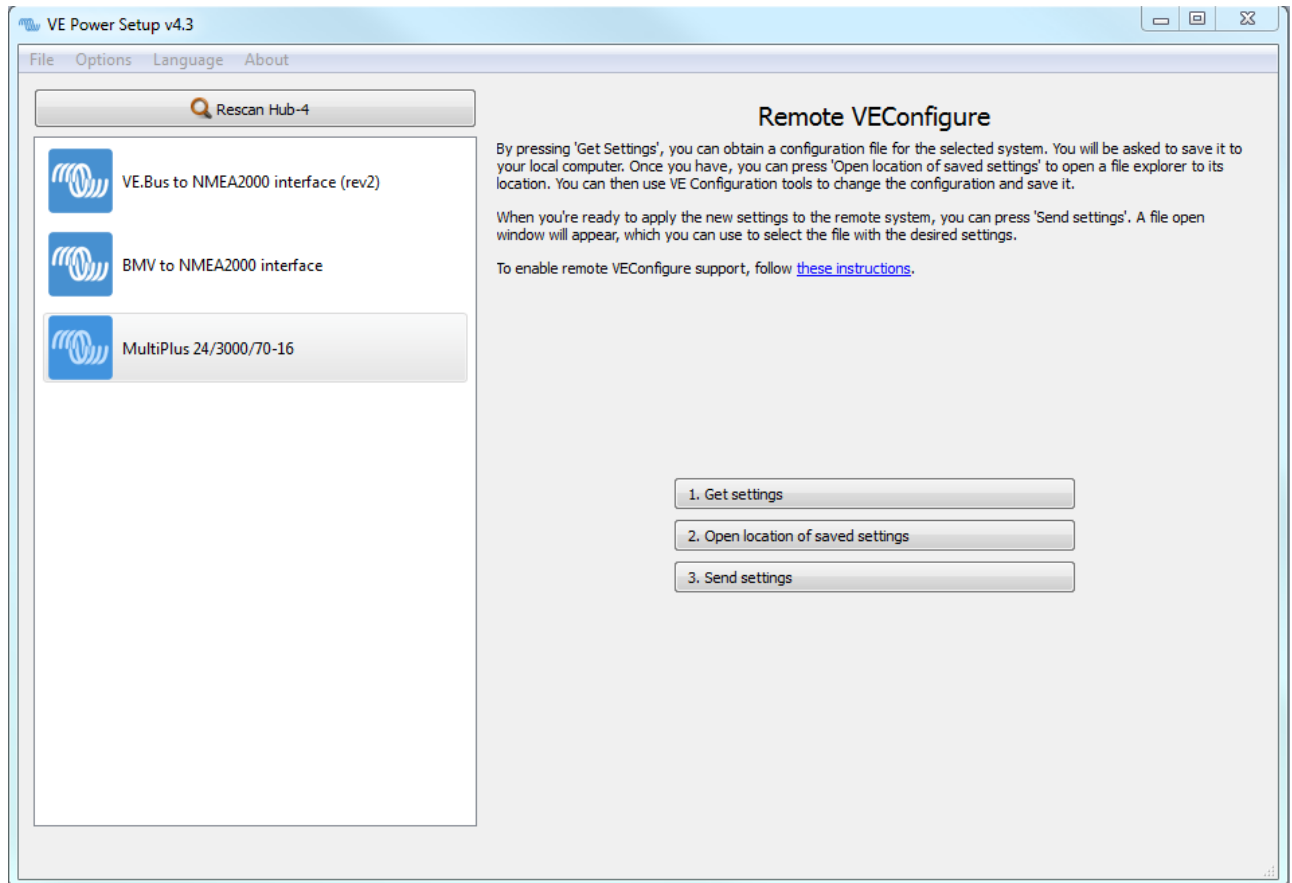 VE Power Setup v4.3
File Options Language About
Rescan Hub-4
VE.Bus to NMEA2000 interface (rev2)
BMV to NMEA2000 interface
MultiPlus 24/3000/70-16
Remote VEConfigure
By pressing 'Get Settings', you can obtain a configuration file for the selected system. You will be asked to save it to
your local computer. Once you have, you can press 'Open location of saved settings' to open a file explorer to its
location. You can then use VE Configuration tools to change the configuration and save it.
When you're ready to apply the new settings to the remote system, you can press 'Send settings'. A file open
window will appear, which you can use to select the file with the desired settings.
To enable remote VEConfigure support, follow these instructions.
1. Get settings
2. Open location of saved settings
3. Send settings